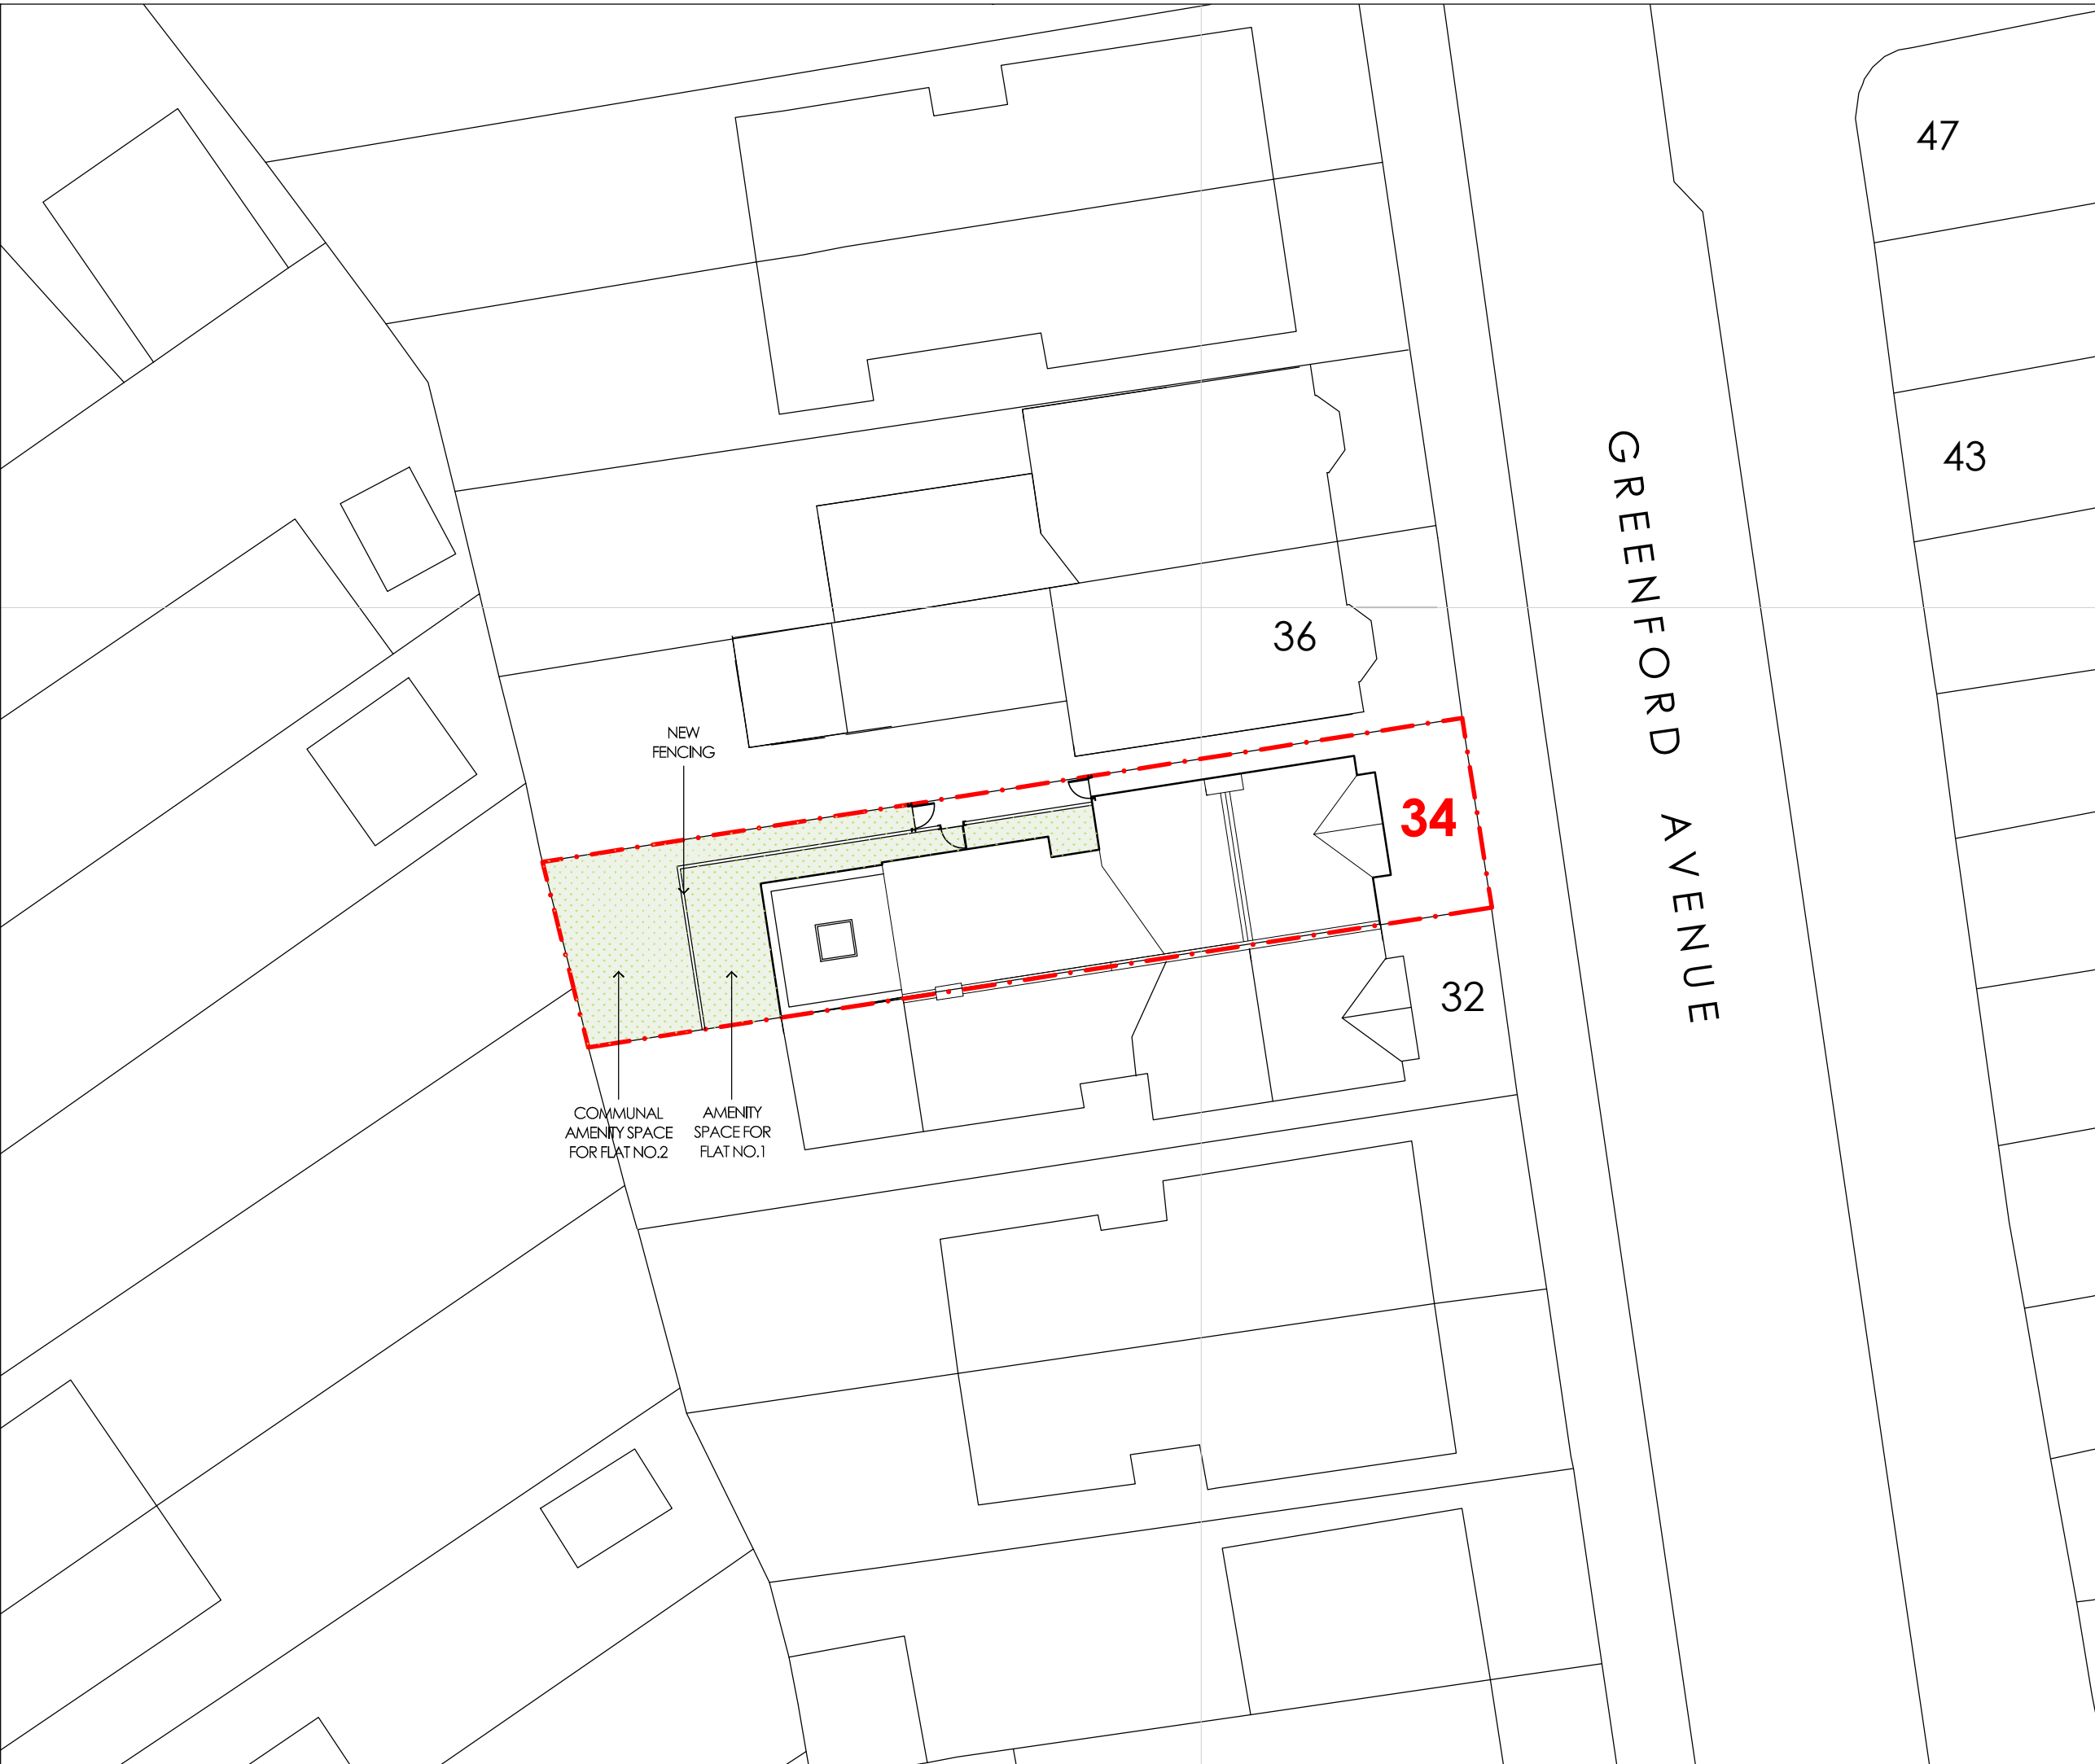 47
43
GREENFORD AVENUE
36
NEW
FENCING
34
32
COMMUNAL
AMENITY SPACE
FOR FLAT NO.2
AMENITY
SPACE FOR
FLAT NO.1